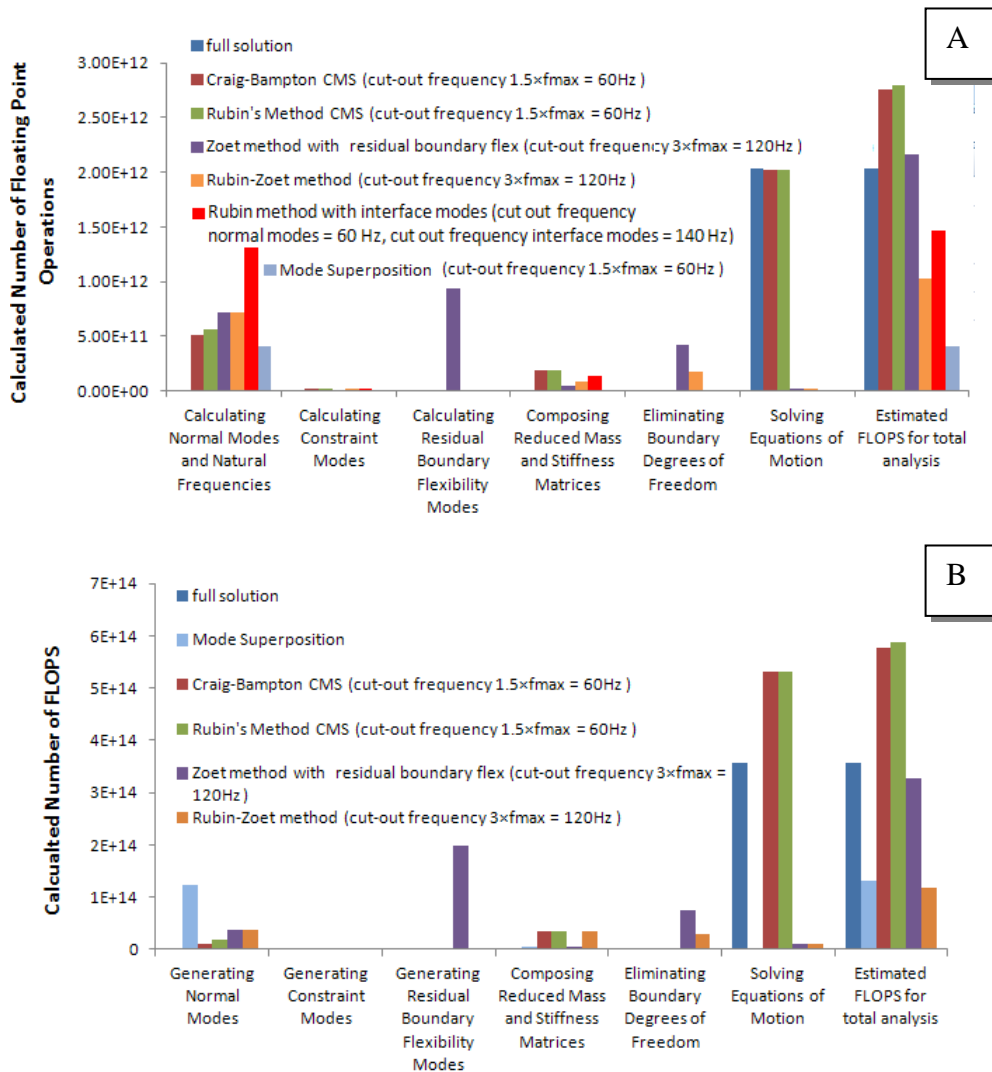 A
Calculated Number of Floating Point
Operations
3.00E+12
2.50E+12
2.00E+12
1.50E+12
1.00E+12
5.00E+11
0.00E+00
full solution
Craig-Bampton CMS (cut-out frequency 1.5×fmax = 60Hz )
Rubin's Method CMS (cut-out frequency 1.5×fmax = 60Hz )
Zoet method with residual boundary flex (cut-out frequency 3×fmax = 120Hz )
Rubin-Zoet method (cut-out frequency 3×fmax = 120Hz )
Rubin method with interface modes (cut out frequency
normal modes = 60 Hz, cut out frequency interface modes = 140 Hz)
Mode Superposition (cut-out frequency 1.5×fmax = 60Hz )
Calculating
Normal Modes
and Natural
Frequencies
Calculating
Constraint
Modes
Calculating
Residual
Boundary
Flexibility
Modes
Composing
Reduced Mass
and Stiffness
Matrices
Eliminating
Boundary
Degrees of
Freedom
Solving
Equations of
Motion
Estimated
FLOPS for total
analysis
B
Calcualted Number of FLOPS
7E+14
6E+14
5E+14
4E+14
3E+14
2E+14
1E+14
0
full solution
Mode Superposition
Craig-Bampton CMS (cut-out frequency 1.5×fmax = 60Hz )
Rubin's Method CMS (cut-out frequency 1.5×fmax = 60Hz )
Zoet method with residual boundary flex (cut-out frequency 3×fmax =
120Hz )
Rubin-Zoet method (cut-out frequency 3×fmax = 120Hz )
Generating
Normal
Modes
Generating
Constraint
Modes
Generating
Residual
Boundary
Flexibility
Modes
Composing
Reduced Mass
and Stiffness
Matrices
Eliminating
Boundary
Degrees of
Freedom
Solving
Equations of
Motion
Estimated
FLOPS for
total analysis